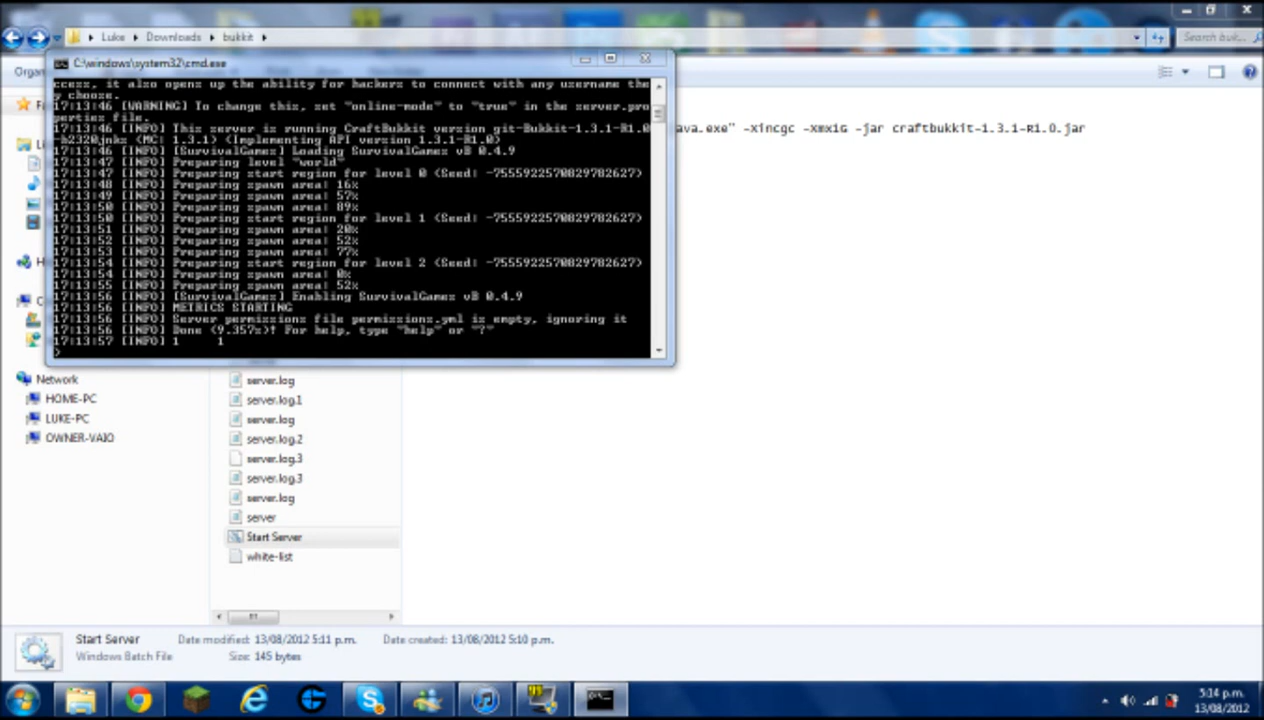 Luke Downloads bukkit
Search buk...
C:\windows\system32\cmd.exe
Organ
ccess, it also opens up the ability for hackers to connect with any username the
y choose.
17:13:46 [WARNING] To change this, set "online-mode" to "true" in the server.pro
perties file.
17:13:46 [INFO] This server is running CraftBukkit version git-Bukkit-1.3.1-R1.0
-b2320jnks (MC: 1.3.1) (Implementing API version 1.3.1-R1.0)
17:13:46 [INFO] [SurvivalGames] Loading SurvivalGames vB 0.4.9
17:13:47 [INFO] Preparing level "world"
17:13:47 [INFO] Preparing start region for level 0 (Seed: -7555922570829782627)
17:13:48 [INFO] Preparing spawn area: 16%
17:13:49 [INFO] Preparing spawn area: 57%
17:13:50 [INFO] Preparing spawn area: 89%
17:13:50 [INFO] Preparing start region for level 1 (Seed: -7555922570829782627)
17:13:51 [INFO] Preparing spawn area: 20%
17:13:52 [INFO] Preparing spawn area: 52%
17:13:53 [INFO] Preparing spawn area: 77%
17:13:54 [INFO] Preparing start region for level 2 (Seed: -7555922570829782627)
17:13:54 [INFO] Preparing spawn area: 0%
17:13:55 [INFO] Preparing spawn area: 52%
17:13:56 [INFO] [SurvivalGames] Enabling SurvivalGames vB 0.4.9
17:13:56 [INFO] METRICS STARTING
17:13:56 [INFO] Server permissions file permissions.yml is empty, ignoring it
17:13:56 [INFO] Done (9.357s)! For help, type "help" or "?"
17:13:57 [INFO] 1 1
>
ava.exe" -Xincgc -Xmx1G -jar craftbukkit-1.3.1-R1.0.jar
Network
HOME-PC
LUKE-PC
OWNER-VAIO
server.log
server.log.1
server.log
server.log.2
server.log.3
server.log.3
server.log
server
Start Server
white-list
Start Server Date modified: 13/08/2012 5:11 p.m. Date created: 13/08/2012 5:10 p.m.
Windows Batch File Size: 145 bytes
5:14 p.m.
13/08/2012